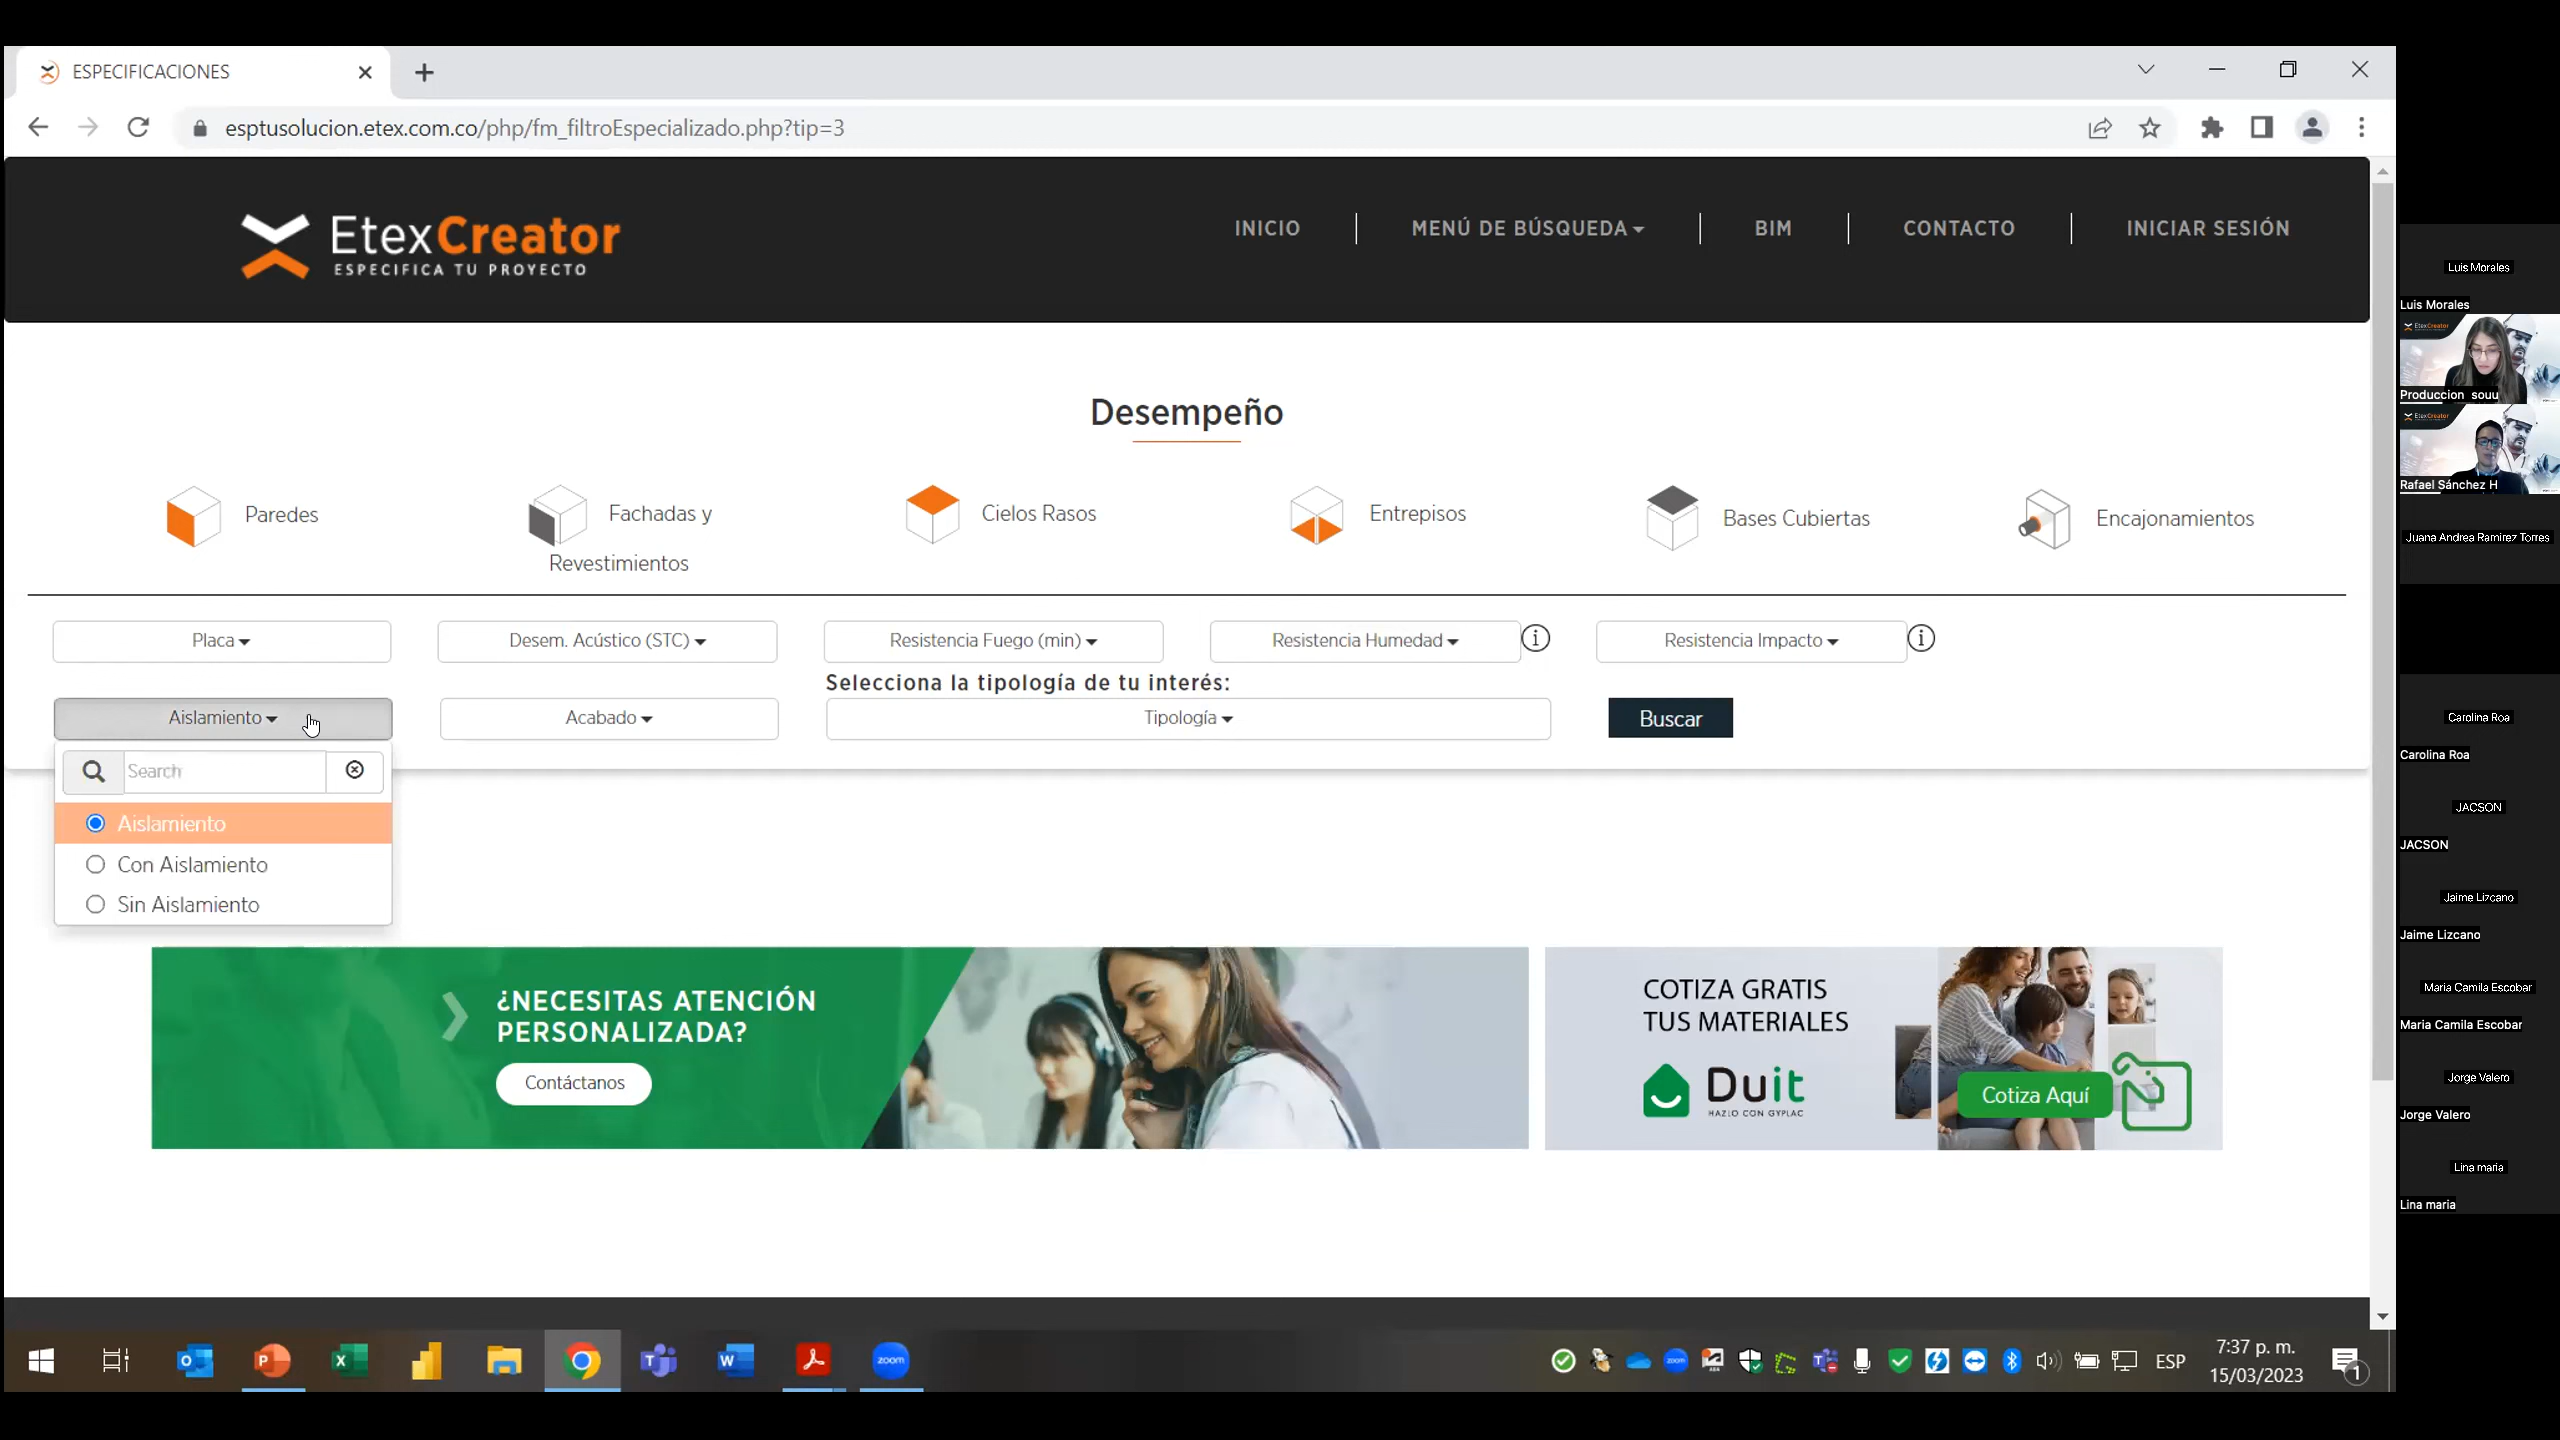 ESPECIFICACIONES
esptusolucion.etex.com.co/php/fm_filtroEspecializado.php?tip=3
EtexCreator
ESPECIFICA TU PROYECTO
INICIO
MENÚ DE BÚSQUEDA
BIM
CONTACTO
INICIAR SESIÓN
Desempeño
Paredes
Fachadas y
Revestimientos
Cielos Rasos
Entrepisos
Bases Cubiertas
Encajonamientos
Placa
Desem. Acústico (STC)
Resistencia Fuego (min)
Resistencia Humedad
Resistencia Impacto
Selecciona la tipología de tu interés:
Aislamiento
Acabado
Tipología
Buscar
Search
Aislamiento
Con Aislamiento
Sin Aislamiento
¿NECESITAS ATENCIÓN
PERSONALIZADA?
Contáctanos
COTIZA GRATIS
TUS MATERIALES
Duit
HAZLO CON GYPLAC
Cotiza Aquí
zoom
ESP
7:37 p. m.
15/03/2023
1
Luis Morales
Luis Morales
EtexCreator
Produccion souu
EtexCreator
Rafael Sánchez H
Juana Andrea Ramirez Torres
Carolina Roa
Carolina Roa
JACSON
JACSON
Jaime Lizcano
Jaime Lizcano
Maria Camila Escobar
Maria Camila Escobar
Jorge Valero
Jorge Valero
Lina maria
Lina maria